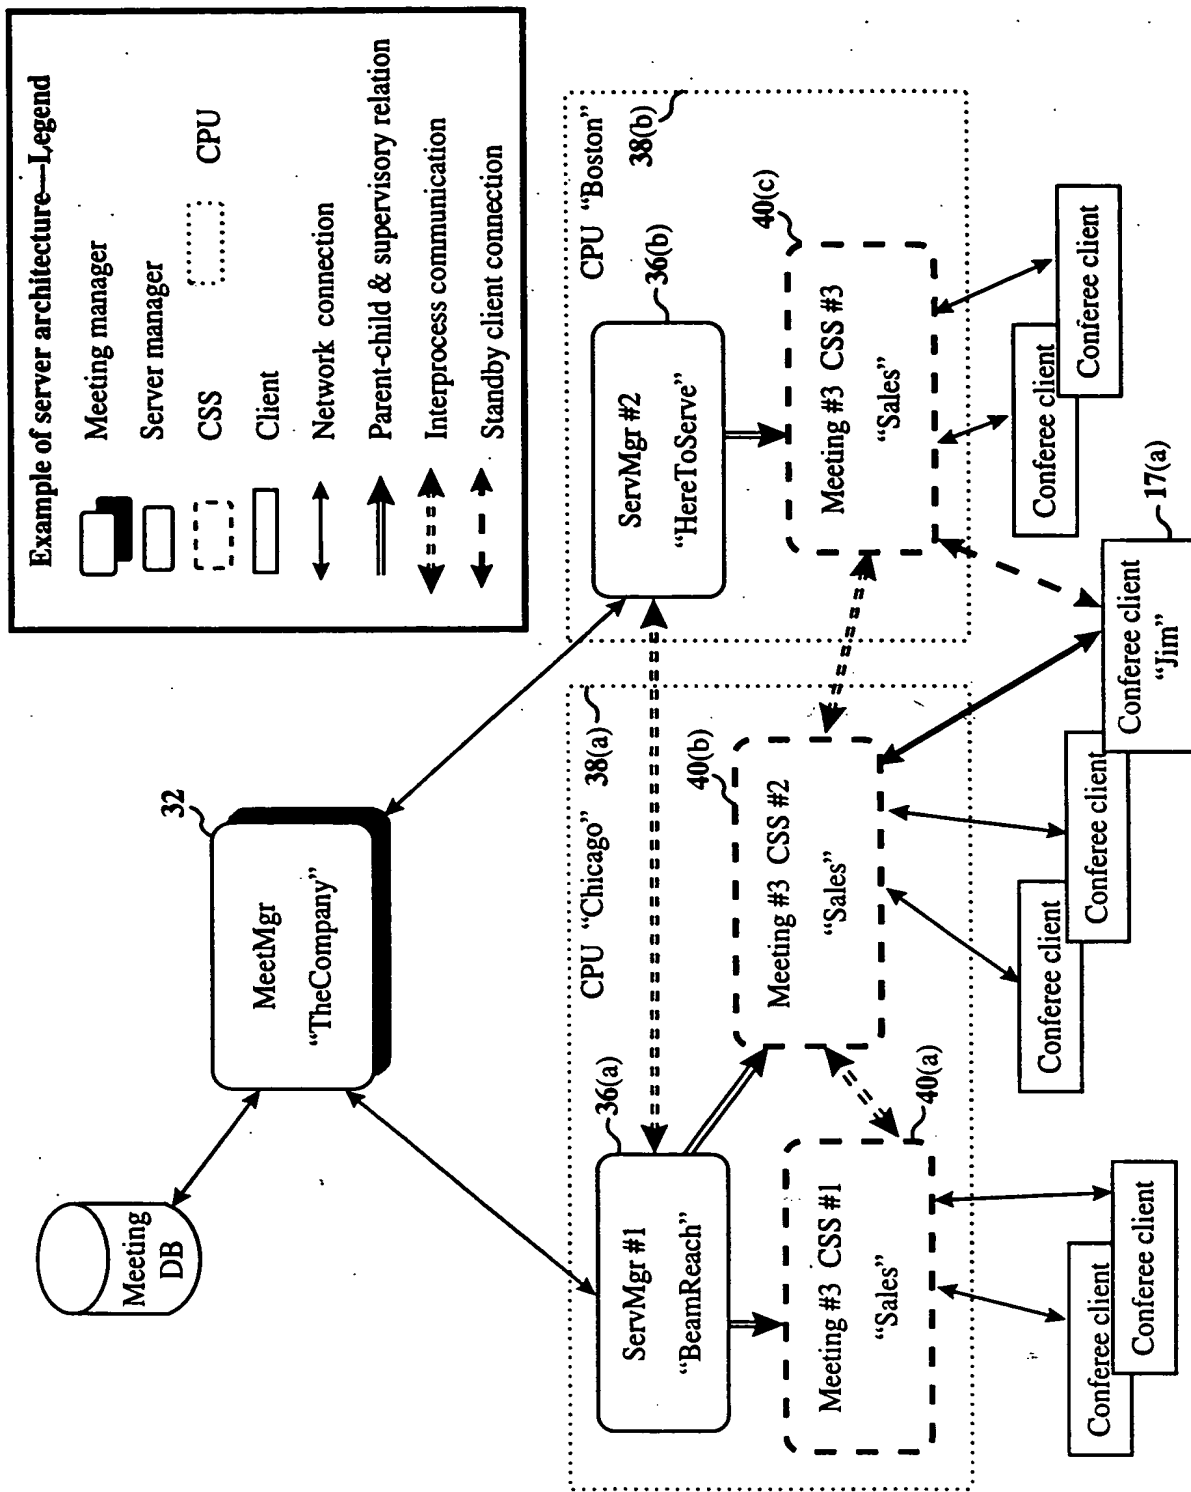 Example of server architecture—Legend
Meeting manager
Server manager
CSS
CPU
Client
Network connection
Parent-child & supervisory relation
Interprocess communication
Standby client connection
Meeting
DB
32
MeetMgr
“TheCompany”
CPU “Chicago”
38(a)
CPU “Boston”
38(b)
36(a)
ServMgr #1
“BeamReach”
36(b)
ServMgr #2
“HereToServe”
40(a)
Meeting #3 CSS #1
“Sales”
40(b)
Meeting #3 CSS #2
“Sales”
40(c)
Meeting #3 CSS #3
“Sales”
Conferee client
Conferee client
Conferee client
Conferee client
Conferee client
“Jim”
17(a)
Conferee client
Conferee client